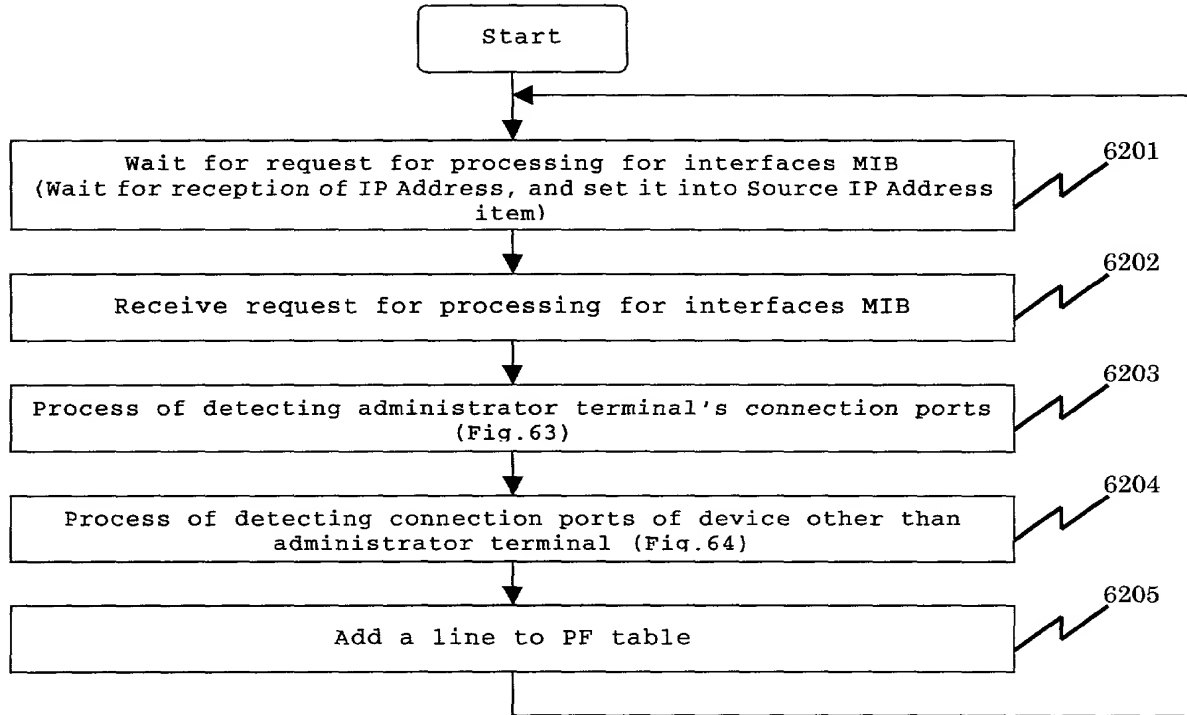 Start
Wait for request for processing for interfaces MIB
(Wait for reception of IP Address, and set it into Source IP Address
item)
6201
Receive request for processing for interfaces MIB
6202
Process of detecting administrator terminal's connection ports
(Fig.63)
6203
Process of detecting connection ports of device other than
administrator terminal (Fig.64)
6204
Add a line to PF table
6205